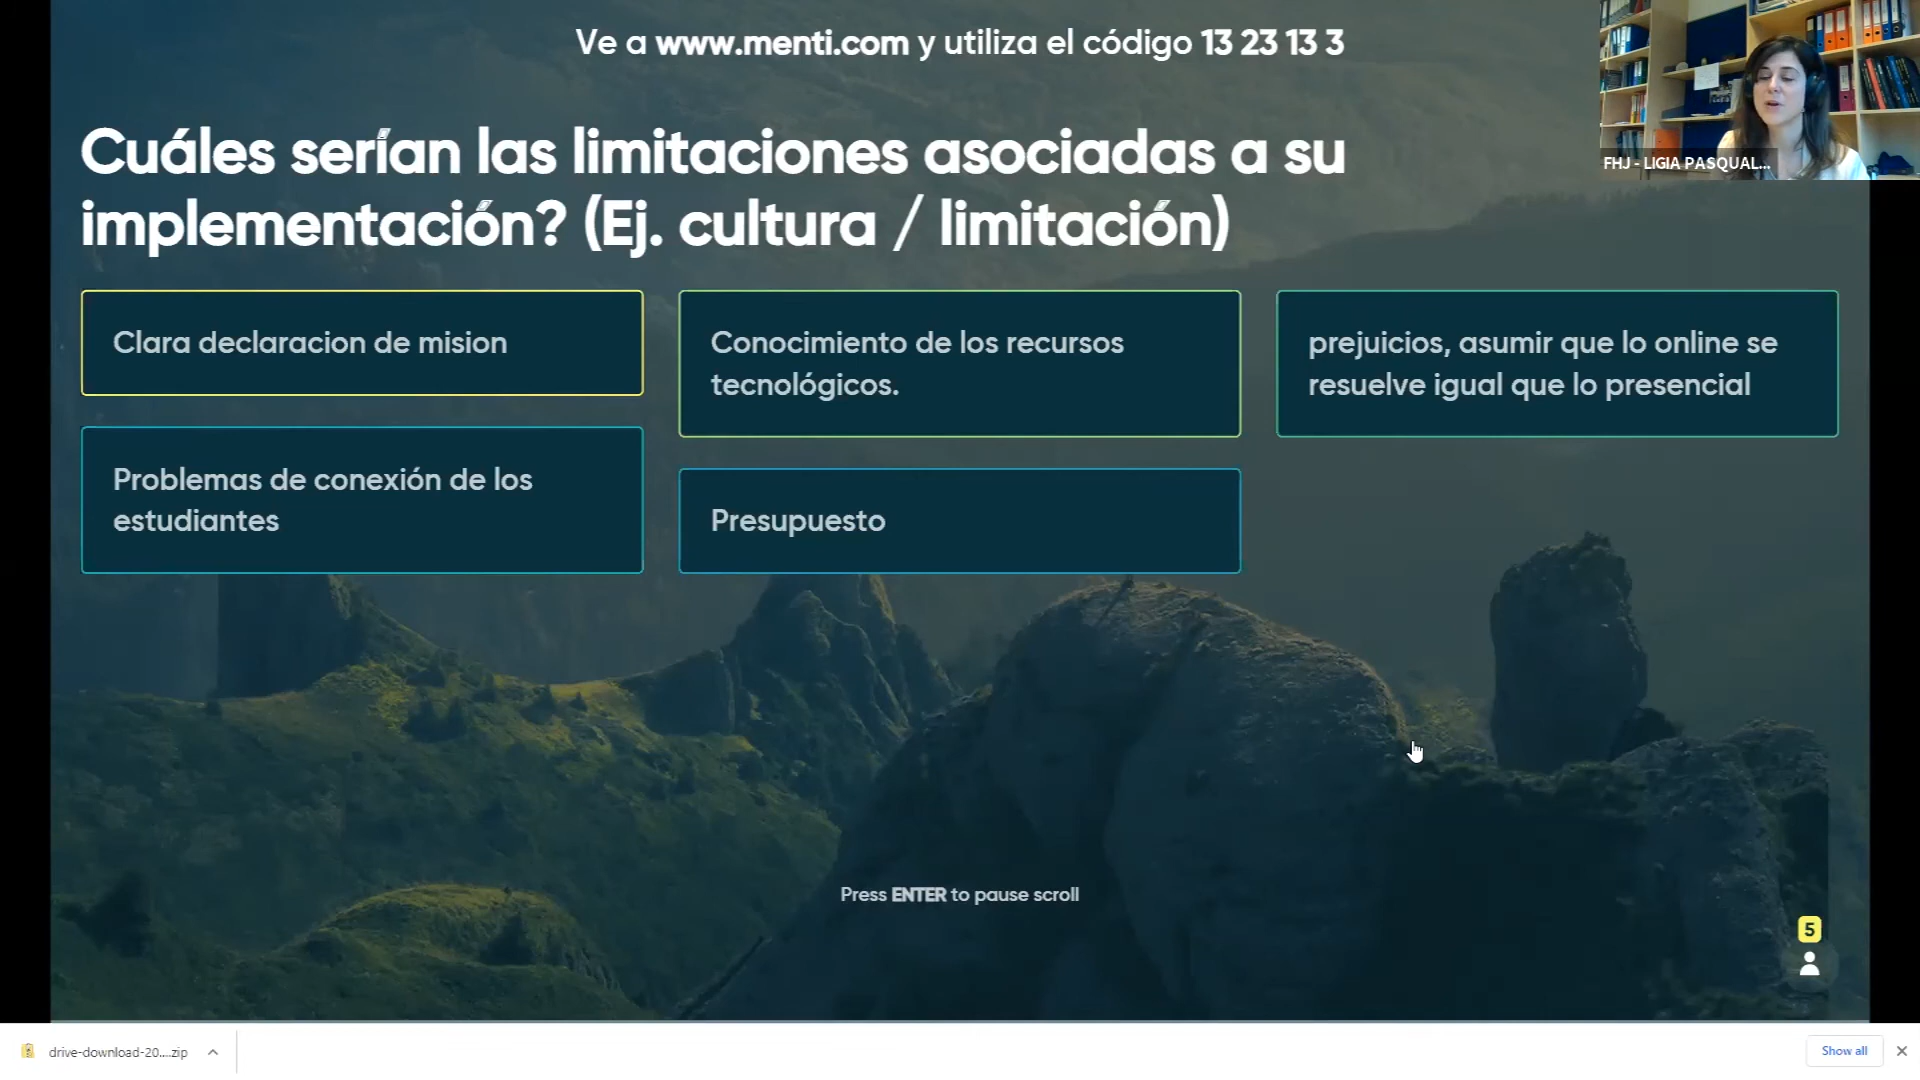 Ve a www.menti.com y utiliza el código 13 23 13 3
FHJ - LIGIA PASQUAL...
Cuáles serían las limitaciones asociadas a su
implementación? (Ej. cultura / limitación)
Clara declaracion de mision
Conocimiento de los recursos
tecnológicos.
prejuicios, asumir que lo online se
resuelve igual que lo presencial
Problemas de conexión de los
estudiantes
Presupuesto
Press ENTER to pause scroll
5
drive-download-20....zip
Show all